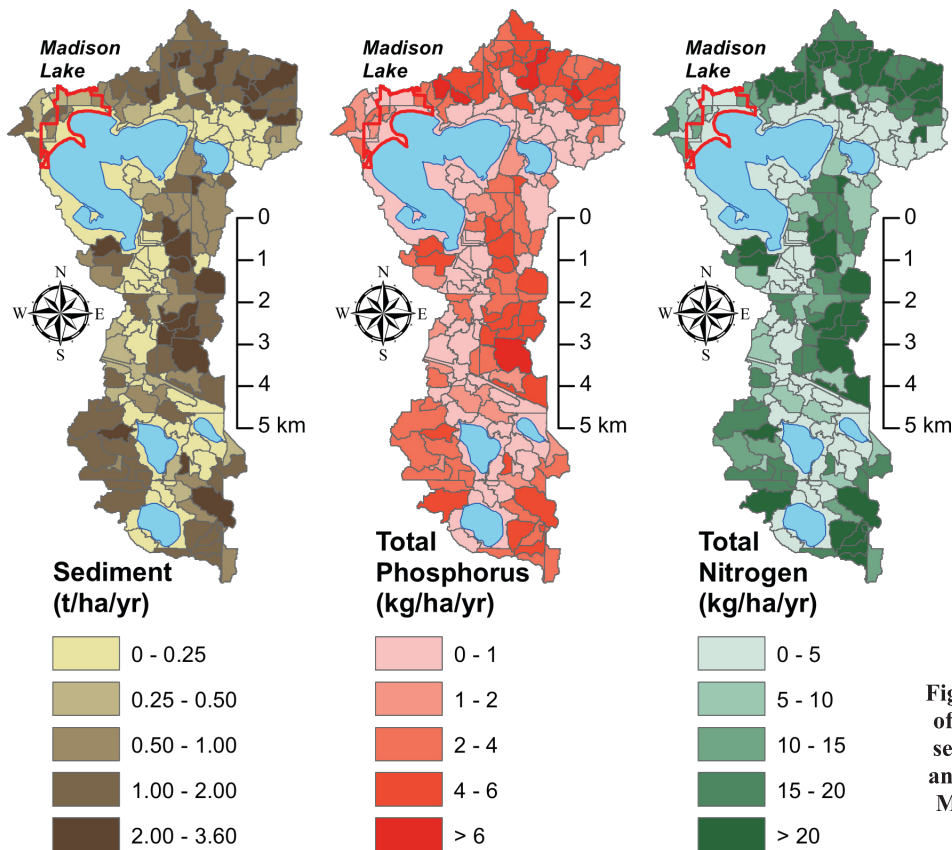 Madison
Lake
N
W E
S
0
1
2
3
4
5 km
Sediment
(t/ha/yr)
0 - 0.25
0.25 - 0.50
0.50 - 1.00
1.00 - 2.00
2.00 - 3.60
Madison
Lake
N
W E
S
0
1
2
3
4
5 km
Total
Phosphorus
(kg/ha/yr)
0 - 1
1 - 2
2 - 4
4 - 6
> 6
Madison
Lake
N
W E
S
0
1
2
3
4
5 km
Total
Nitrogen
(kg/ha/yr)
0 - 5
5 - 10
10 - 15
15 - 20
> 20
Fig
of
se
an
M